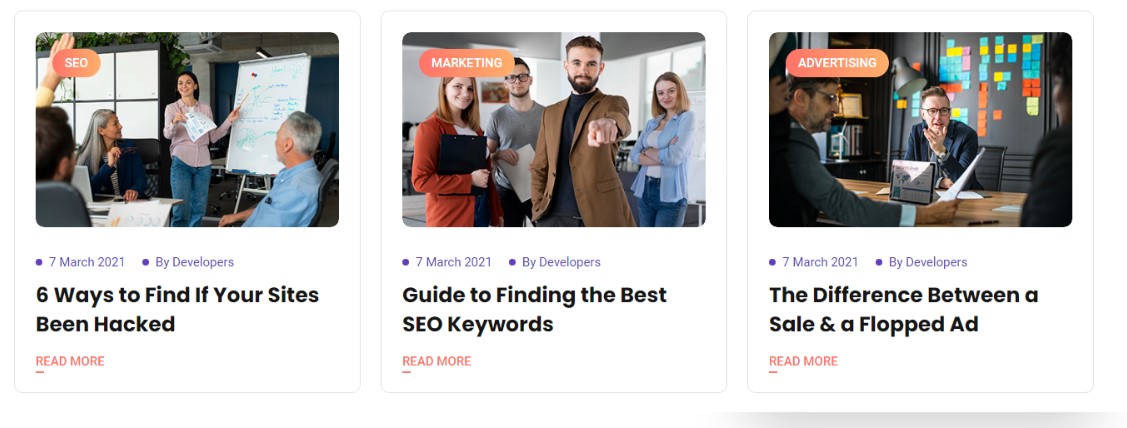 SEO
7 March 2021 By Developers
6 Ways to Find If Your Sites
Been Hacked
READ MORE
MARKETING
7 March 2021 By Developers
Guide to Finding the Best
SEO Keywords
READ MORE
ADVERTISING
7 March 2021 By Developers
The Difference Between a
Sale & a Flopped Ad
READ MORE